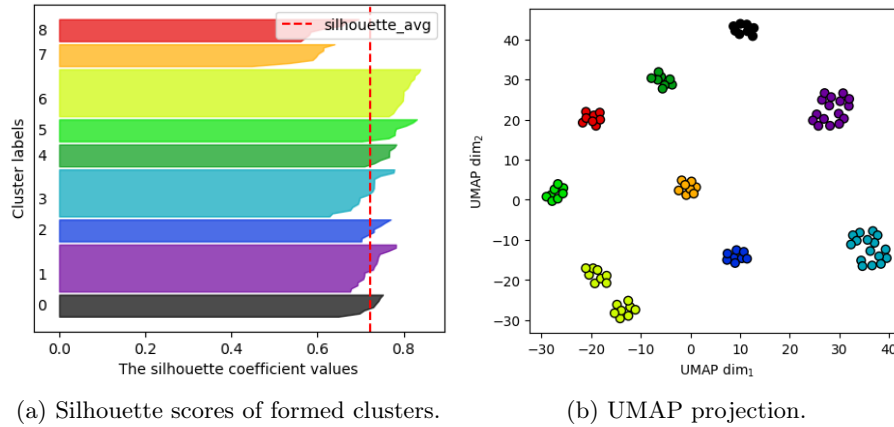 silhouette_avg
Cluster labels
8
7
6
5
4
3
2
1
0
0.0 0.2 0.4 0.6 0.8
The silhouette coefficient values
(a) Silhouette scores of formed clusters.
UMAP dim₂
40
30
20
10
0
−10
−20
−30
−30 −20 −10 0 10 20 30 40
UMAP dim₁
(b) UMAP projection.